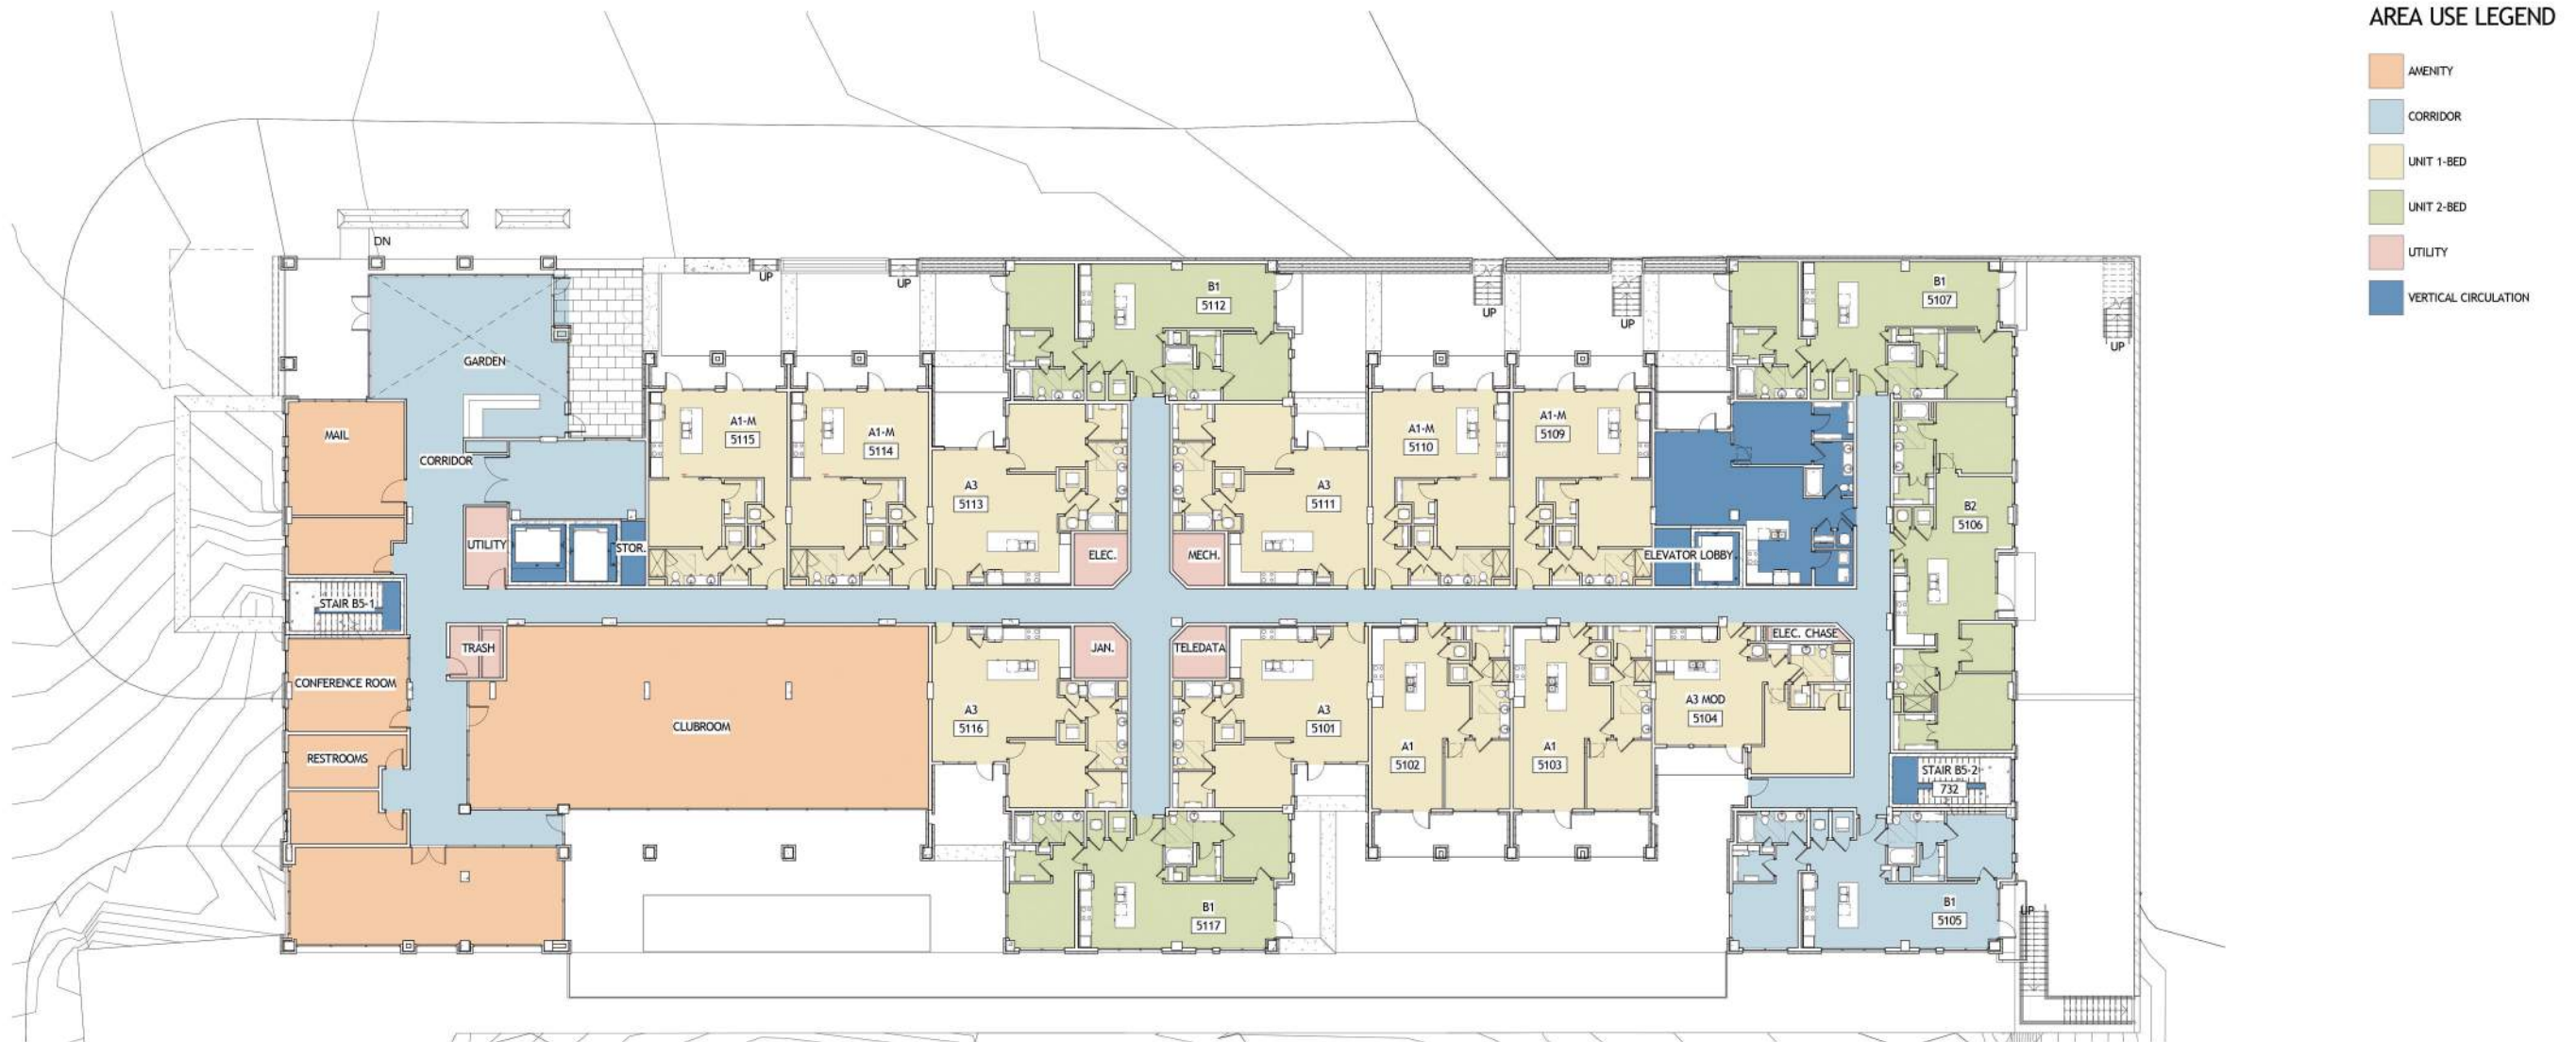 AREA USE LEGEND
AMENITY
CORRIDOR
UNIT 1-BED
UNIT 2-BED
UTILITY
VERTICAL CIRCULATION
DN
UP
UP
UP
UP
UP
B1
5112
B1
5107
GARDEN
MAIL
CORRIDOR
A1-M
5115
A1-M
5114
A1-M
5110
A1-M
5109
A3
5113
A3
5111
B2
5106
UTILITY
STOR.
ELEC.
MECH.
ELEVATOR LOBBY
STAIR B5-1
TRASH
JAN.
TELEDATA
ELEC. CHASE
CONFERENCE ROOM
CLUBROOM
A3
5116
A3
5101
A3 MOD
5104
A1
5102
A1
5103
RESTROOMS
STAIR B5-2
732
B1
5117
B1
5105
UP